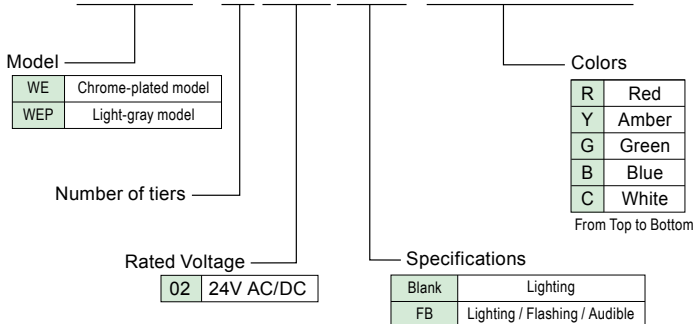 Model
WE Chrome-plated model
WEP Light-gray model
Number of tiers
Rated Voltage
02 24V AC/DC
Specifications
Blank Lighting
FB Lighting / Flashing / Audible
Colors
R Red
Y Amber
G Green
B Blue
C White
From Top to Bottom